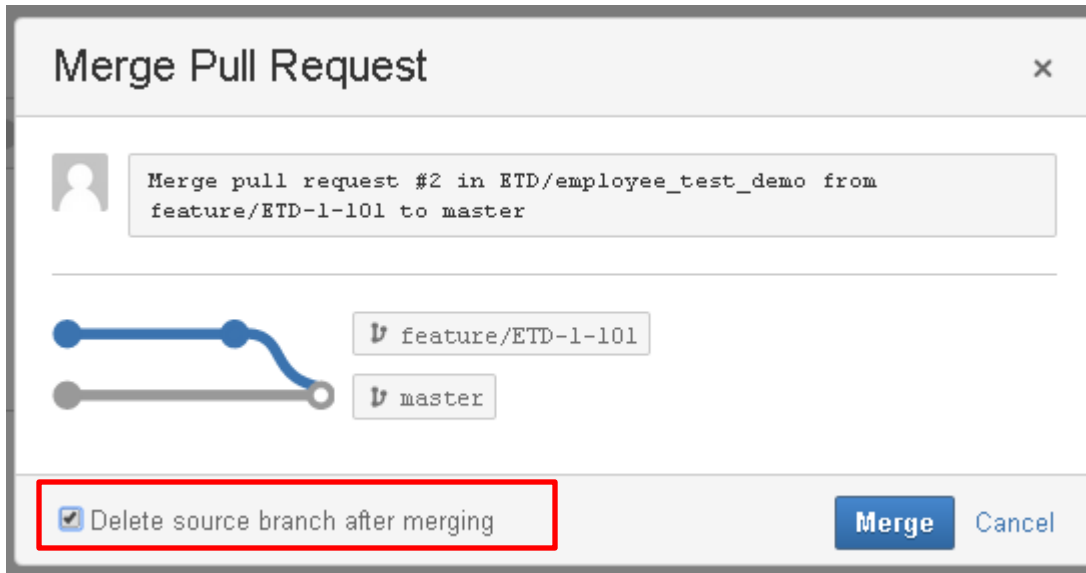 Merge Pull Request
Merge pull request #2 in ETD/employee_test_demo from
feature/ETD-1-101 to master
feature/ETD-1-101
master
Delete source branch after merging
Merge Cancel